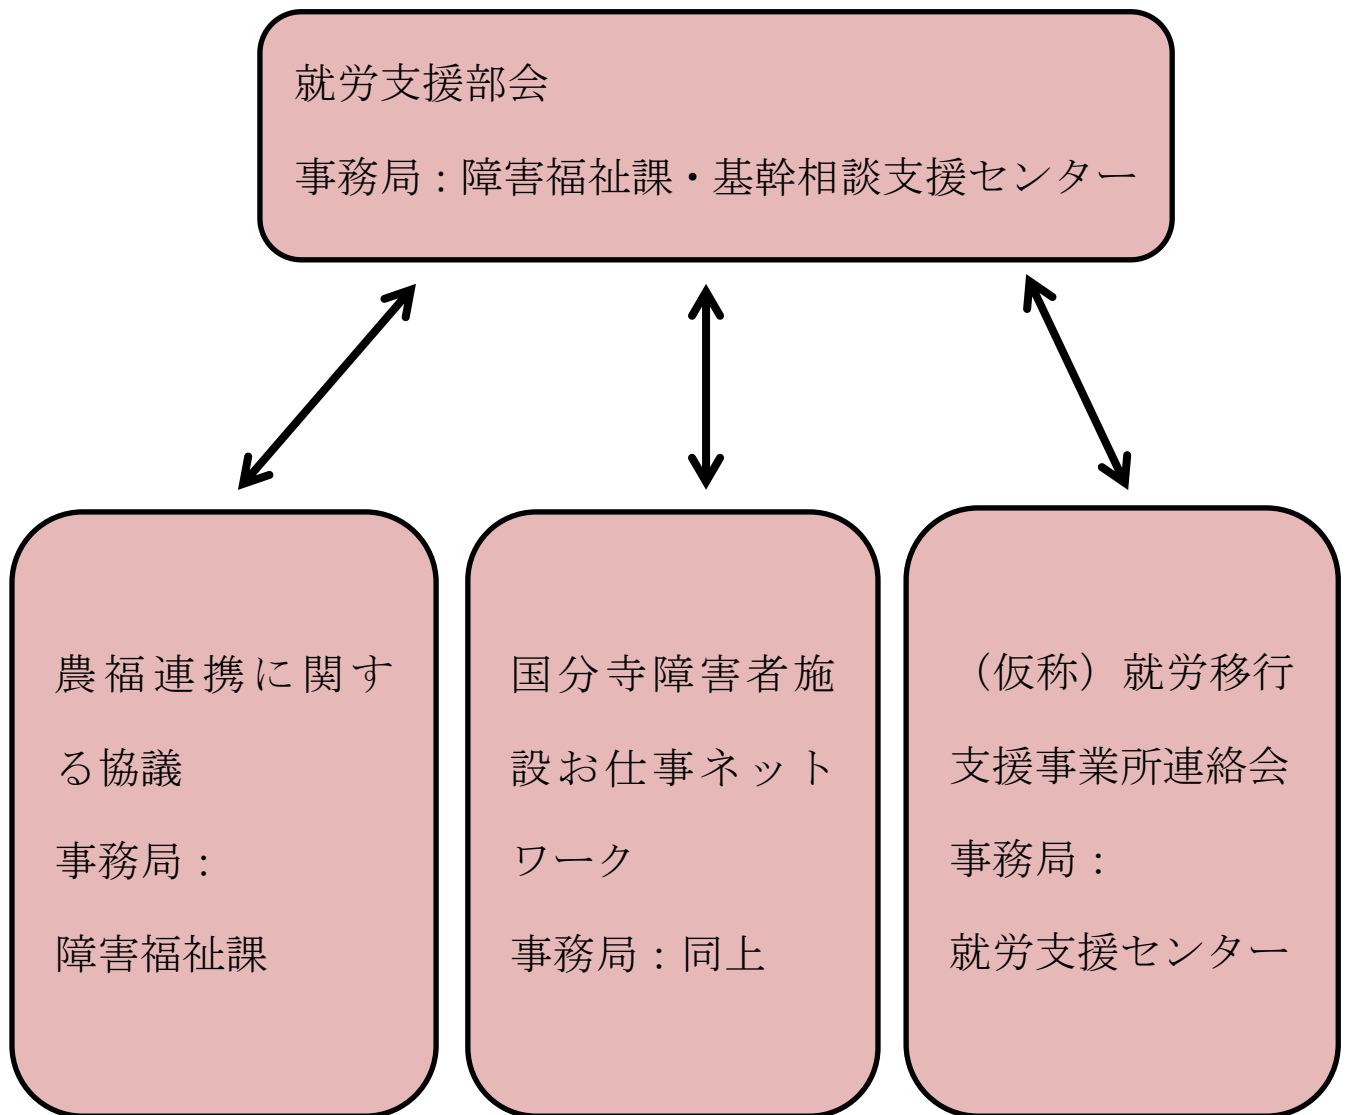 就労支援部会
事務局：障害福祉課・基幹相談支援センター
農福連携に関す
る協議
事務局：
障害福祉課
国分寺障害者施
設お仕事ネット
ワーク
事務局：同上
（仮称）就労移行
支援事業所連絡会
事務局：
就労支援センター